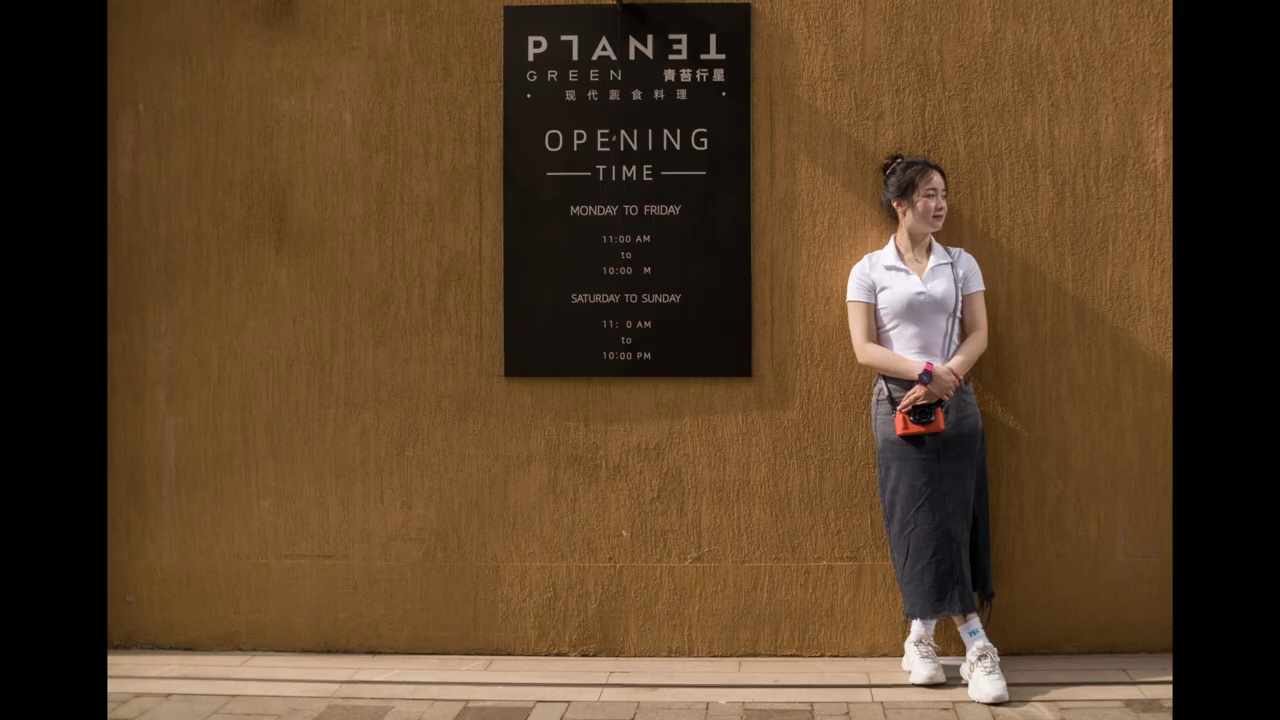 PLANET
GREEN 青苔行星
• 现代蔬食料理 •
OPENING
TIME
MONDAY TO FRIDAY
11:00 AM
to
10:00 M
SATURDAY TO SUNDAY
11: 0 AM
to
10:00 PM